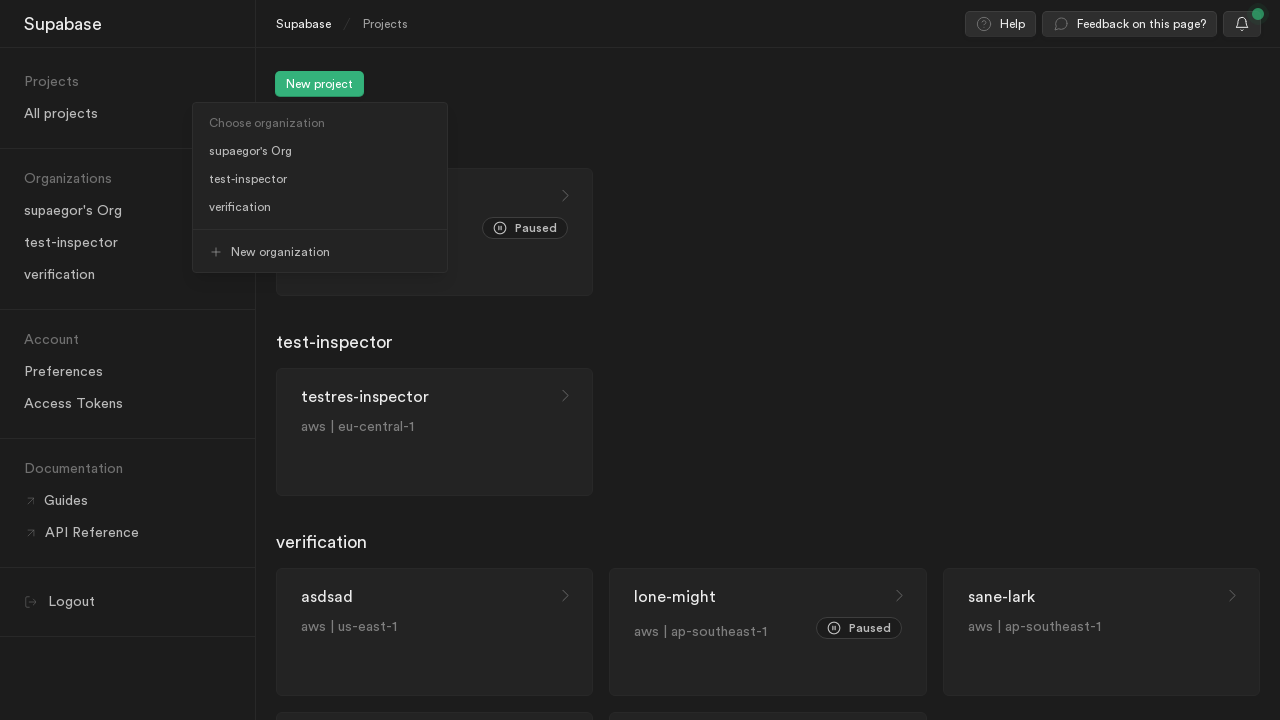 Supabase
Supabase / Projects
Help
Feedback on this page?
Projects
All projects
Organizations
supaegor's Org
test-inspector
verification
Account
Preferences
Access Tokens
Documentation
Guides
API Reference
Logout
New project
Choose organization
supaegor's Org
test-inspector
verification
New organization
Paused
test-inspector
testres-inspector
aws | eu-central-1
verification
asdsad
aws | us-east-1
lone-might
aws | ap-southeast-1
Paused
sane-lark
aws | ap-southeast-1